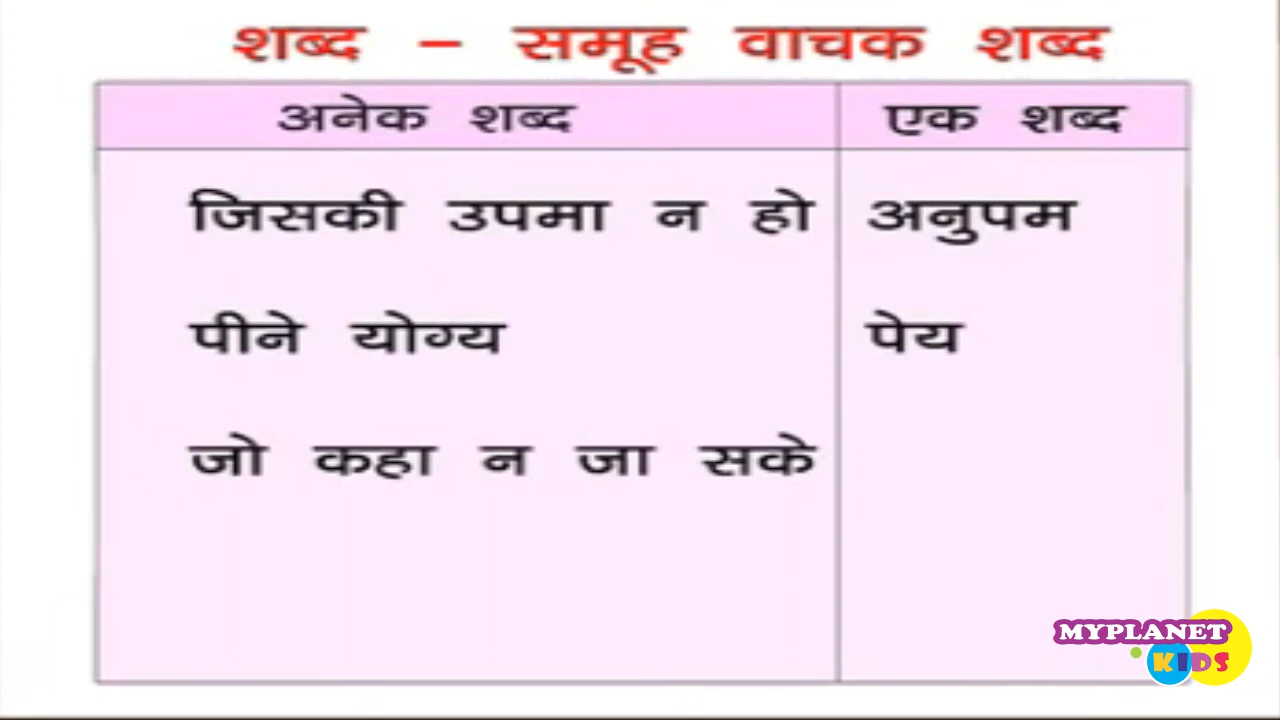 शब्द – समूह वाचक शब्द
अनेक शब्द एक शब्द
जिसकी उपमा न हो अनुपम
पीने योग्य पेय
जो कहा न जा सके
MYPLANET
KIDS